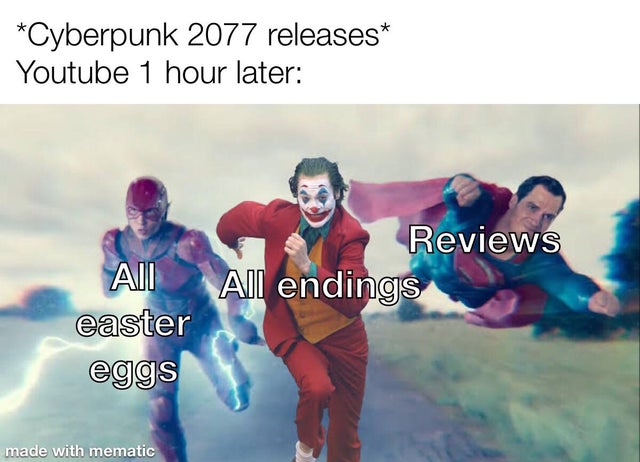 *Cyberpunk 2077 releases*
Youtube 1 hour later:
Reviews
All
easter
eggs
All endings
made with mematic